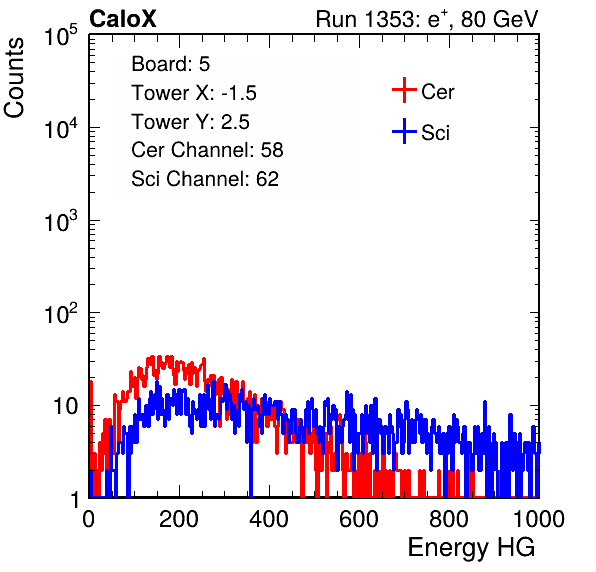 CaloX Run 1353: e+, 80 GeV
Counts
Board: 5
Tower X: -1.5
Tower Y: 2.5
Cer Channel: 58
Sci Channel: 62
Cer
Sci
10^5
10^4
10^3
10^2
10
1
0 200 400 600 800 1000
Energy HG